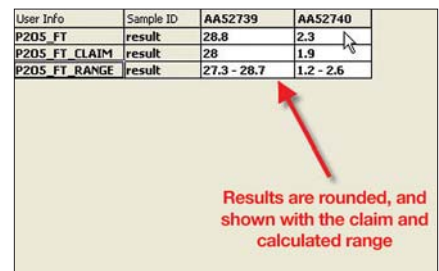 User Info Sample ID AA52739 AA52740
P2O5_FT result 28.8 2.3
P2O5_FT_CLAIM result 28 1.9
P2O5_FT_RANGE result 27.3 - 28.7 1.2 - 2.6
Results are rounded, and
shown with the claim and
calculated range